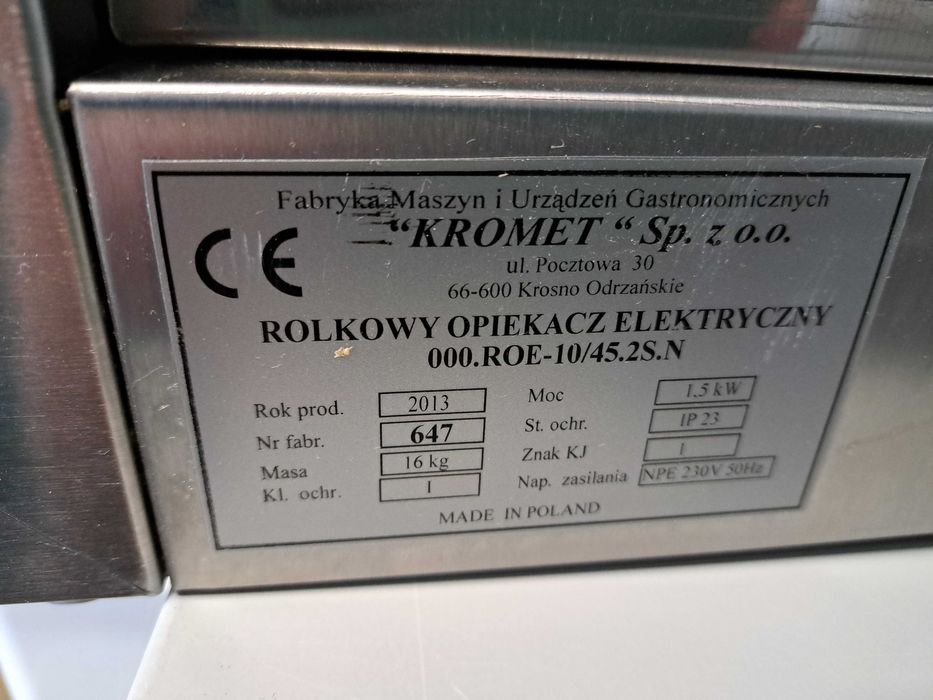 Fabryka Maszyn i Urządzeń Gastronomicznych
CE
"KROMET " Sp. z o.o.
ul. Pocztowa 30
66-600 Krosno Odrzańskie
ROLKOWY OPIEKACZ ELEKTRYCZNY
000.ROE-10/45.2S.N
Rok prod. 2013 Moc 1,5 kW
Nr fabr. 647 St. ochr. IP 23
Masa 16 kg Znak KJ 1
Kl. ochr. I Nap. zasilania NPE 230V 50Hz
MADE IN POLAND